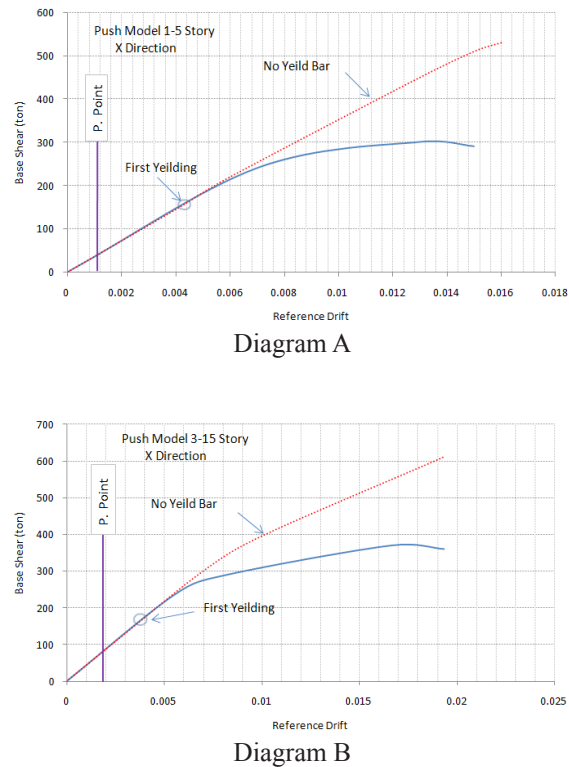 Push Model 1-5 Story
X Direction
No Yeild Bar
P. Point
First Yeilding
Base Shear (ton)
600
500
400
300
200
100
0
0 0.002 0.004 0.006 0.008 0.01 0.012 0.014 0.016 0.018
Reference Drift
Diagram A
Push Model 3-15 Story
X Direction
No Yeild Bar
P. Point
First Yeilding
Base Shear (ton)
700
600
500
400
300
200
100
0
0 0.005 0.01 0.015 0.02 0.025
Reference Drift
Diagram B